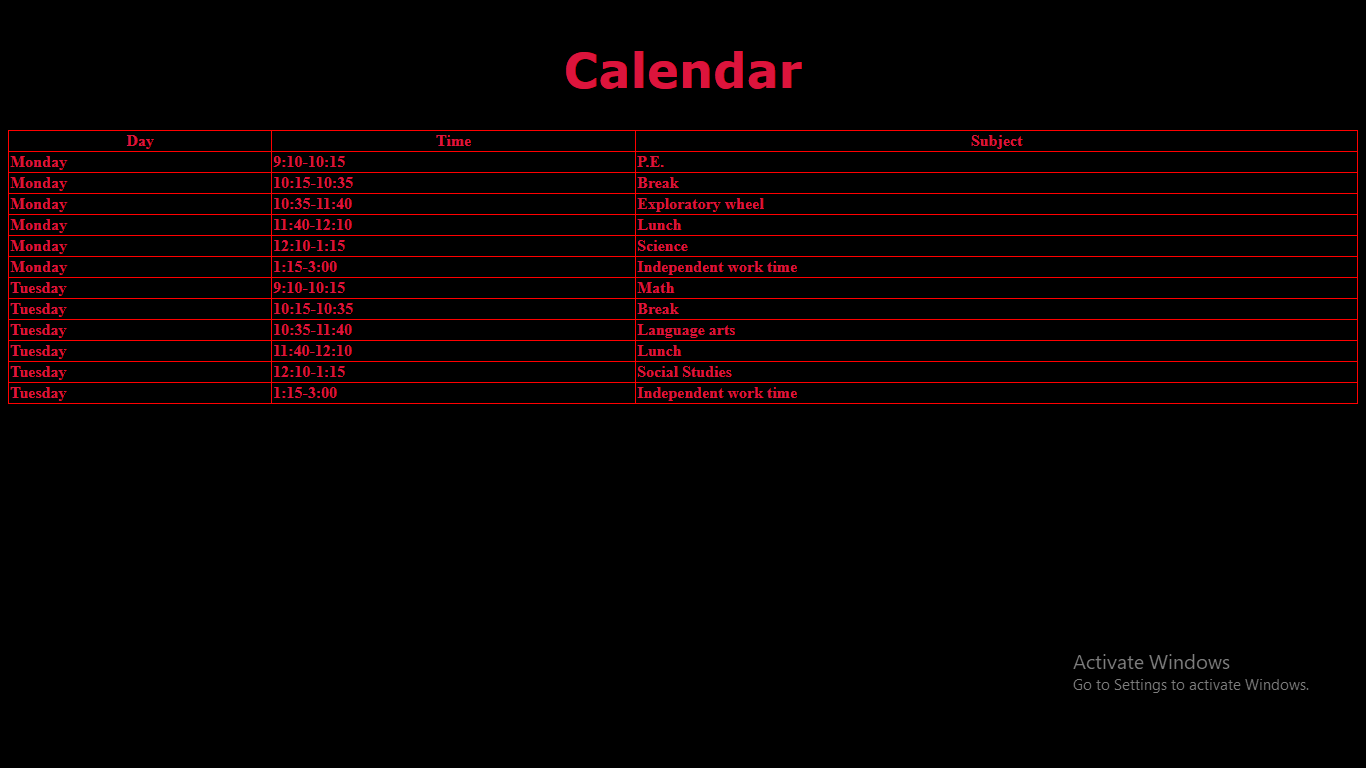 Calendar
Day Time Subject
Monday 9:10-10:15 P.E.
Monday 10:15-10:35 Break
Monday 10:35-11:40 Exploratory wheel
Monday 11:40-12:10 Lunch
Monday 12:10-1:15 Science
Monday 1:15-3:00 Independent work time
Tuesday 9:10-10:15 Math
Tuesday 10:15-10:35 Break
Tuesday 10:35-11:40 Language arts
Tuesday 11:40-12:10 Lunch
Tuesday 12:10-1:15 Social Studies
Tuesday 1:15-3:00 Independent work time
Activate Windows
Go to Settings to activate Windows.